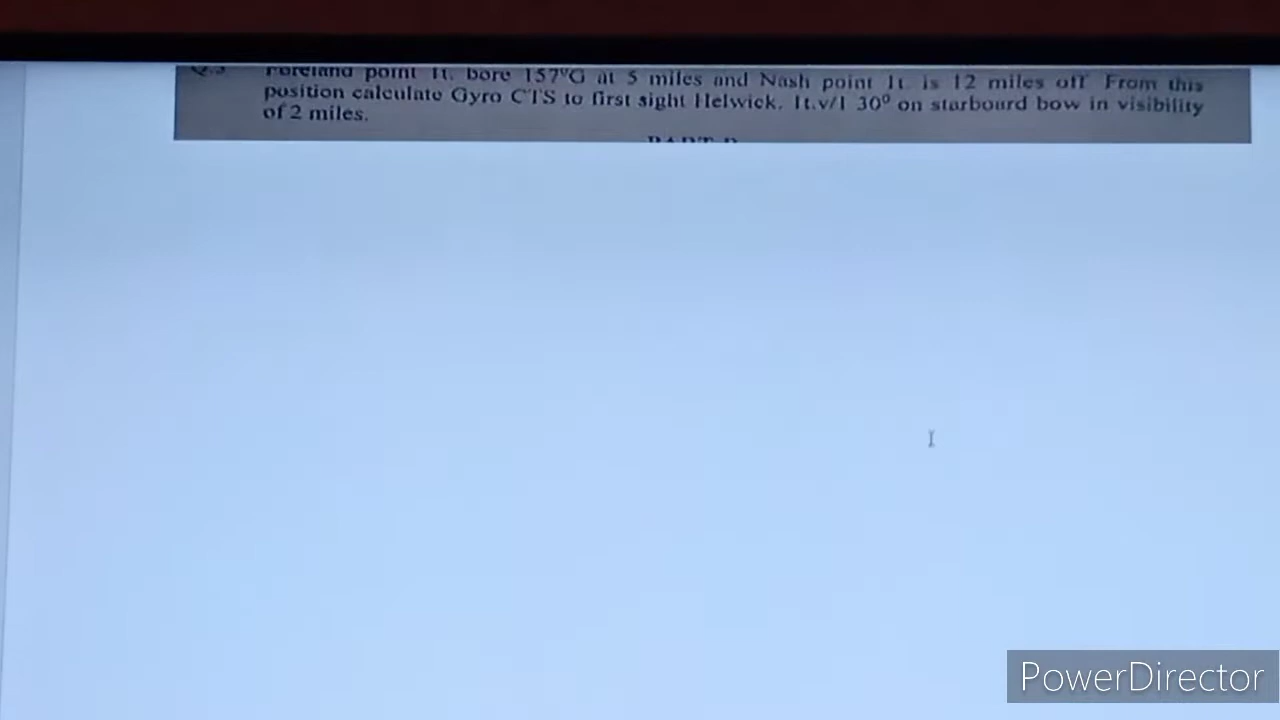 Foreland point lt. bore 157°G at 5 miles and Nash point lt. is 12 miles off From this
position calculate Gyro CTS to first sight Helwick. lt.v/l 30° on starboard bow in visibility
of 2 miles.
PowerDirector